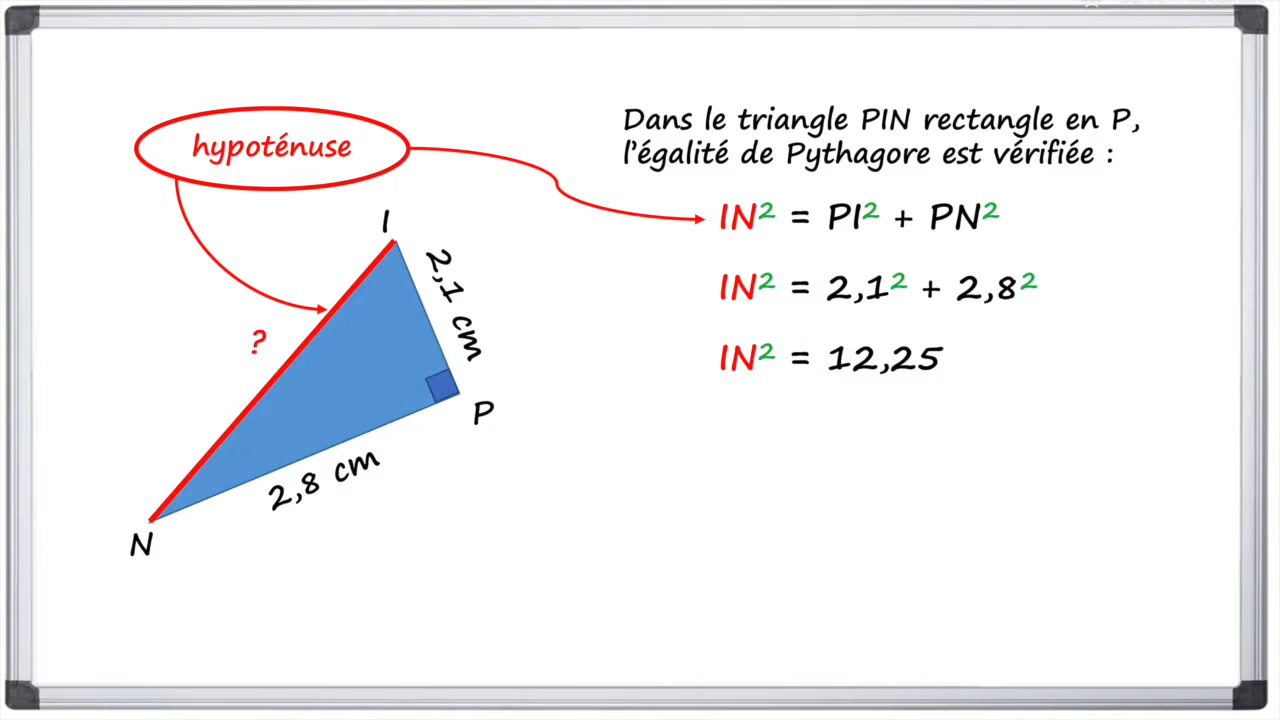 hypoténuse
Dans le triangle PIN rectangle en P,
l'égalité de Pythagore est vérifiée :
IN² = PI² + PN²
IN² = 2,1² + 2,8²
IN² = 12,25
I
2,1 cm
?
P
2,8 cm
N